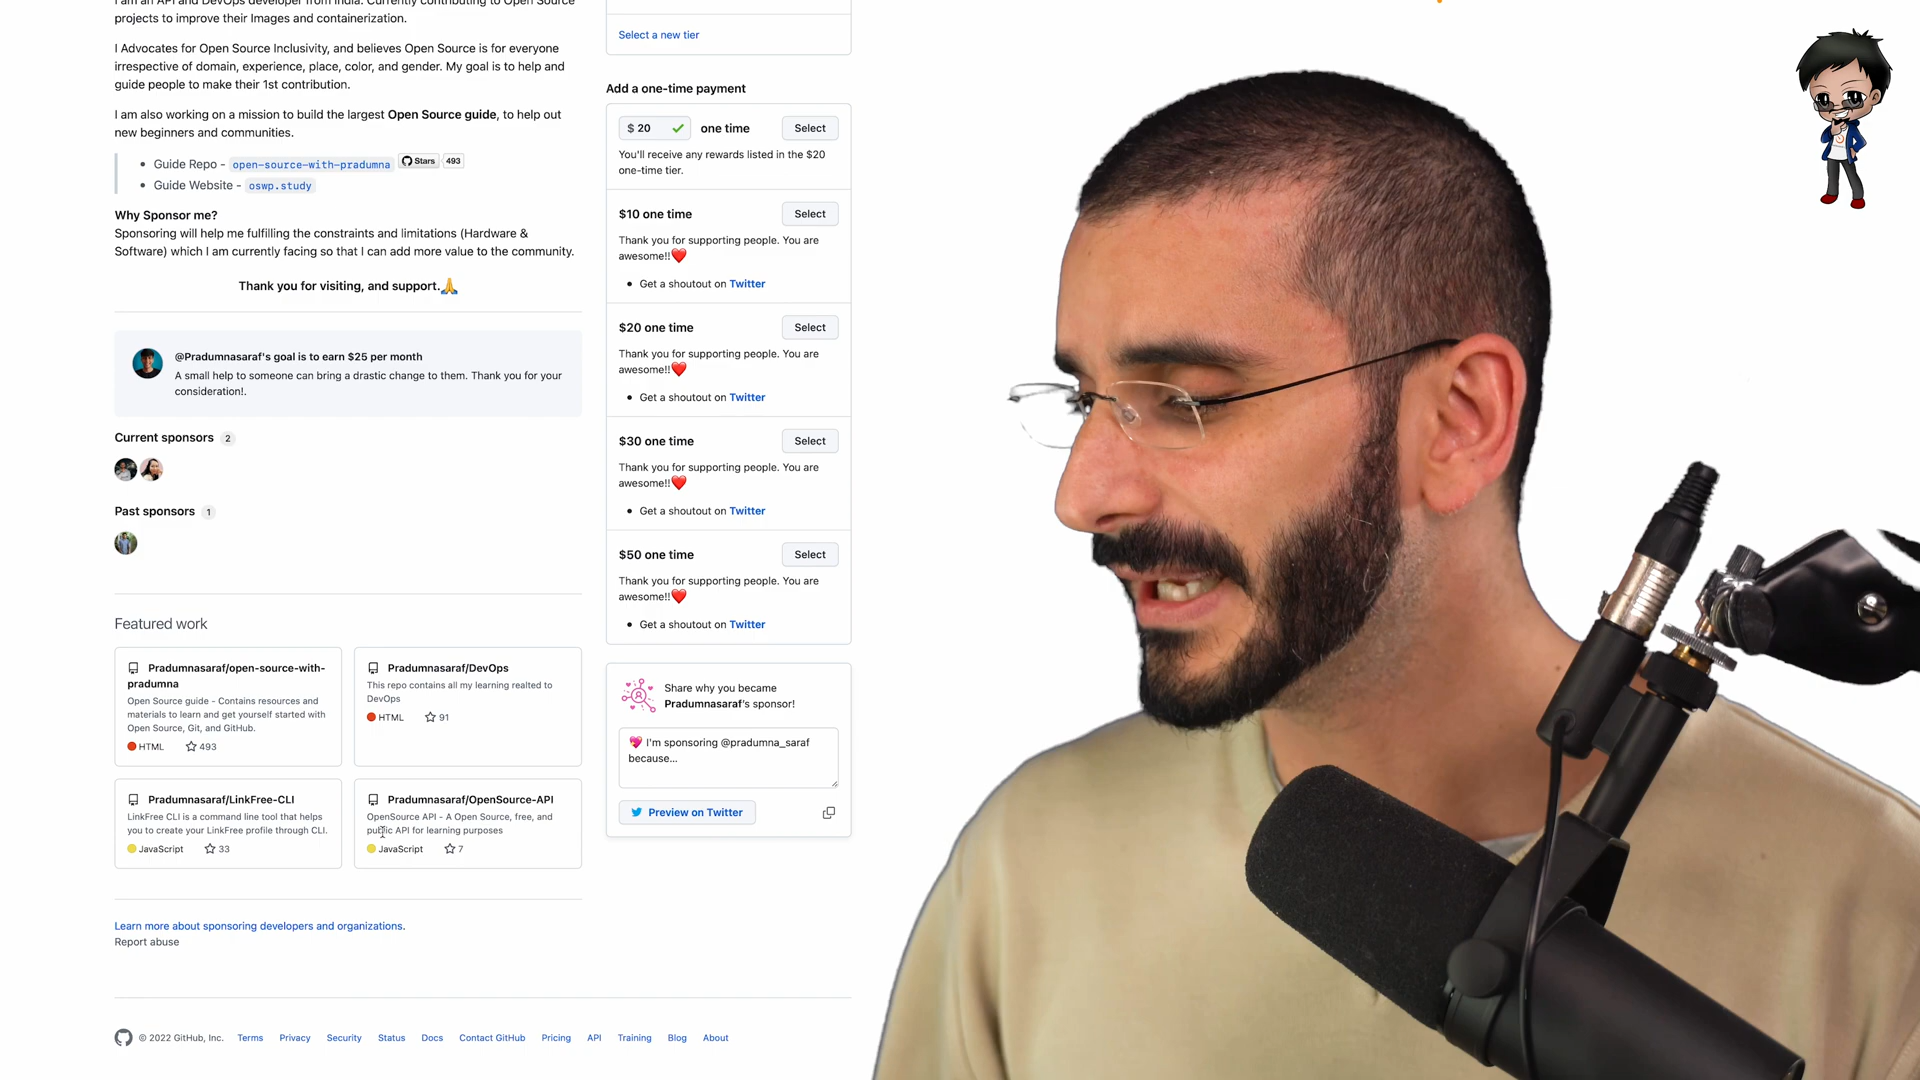 I am an API and DevOps developer from India. Currently contributing to Open Source
projects to improve their Images and containerization.
I Advocates for Open Source Inclusivity, and believes Open Source is for everyone
irrespective of domain, experience, place, color, and gender. My goal is to help and
guide people to make their 1st contribution.
I am also working on a mission to build the largest Open Source guide, to help out
new beginners and communities.
Guide Repo - open-source-with-pradumna Stars 493
Guide Website - oswp.study
Why Sponsor me?
Sponsoring will help me fulfilling the constraints and limitations (Hardware &
Software) which I am currently facing so that I can add more value to the community.
Thank you for visiting, and support.🙏
@Pradumnasaraf's goal is to earn $25 per month
A small help to someone can bring a drastic change to them. Thank you for your
consideration!.
Current sponsors 2
Past sponsors 1
Featured work
Pradumnasaraf/open-source-with-
pradumna
Open Source guide - Contains resources and
materials to learn and get yourself started with
Open Source, Git, and GitHub.
HTML 493
Pradumnasaraf/DevOps
This repo contains all my learning realted to
DevOps
HTML 91
Pradumnasaraf/LinkFree-CLI
LinkFree CLI is a command line tool that helps
you to create your LinkFree profile through CLI.
JavaScript 33
Pradumnasaraf/OpenSource-API
OpenSource API - A Open Source, free, and
public API for learning purposes
JavaScript 7
Learn more about sponsoring developers and organizations.
Report abuse
Select a new tier
Add a one-time payment
$ 20 one time Select
You'll receive any rewards listed in the $20
one-time tier.
$10 one time Select
Thank you for supporting people. You are
awesome!!❤️
Get a shoutout on Twitter
$20 one time Select
Thank you for supporting people. You are
awesome!!❤️
Get a shoutout on Twitter
$30 one time Select
Thank you for supporting people. You are
awesome!!❤️
Get a shoutout on Twitter
$50 one time Select
Thank you for supporting people. You are
awesome!!❤️
Get a shoutout on Twitter
Share why you became
Pradumnasaraf's sponsor!
💖 I'm sponsoring @pradumna_saraf
because...
Preview on Twitter
© 2022 GitHub, Inc. Terms Privacy Security Status Docs Contact GitHub Pricing API Training Blog About